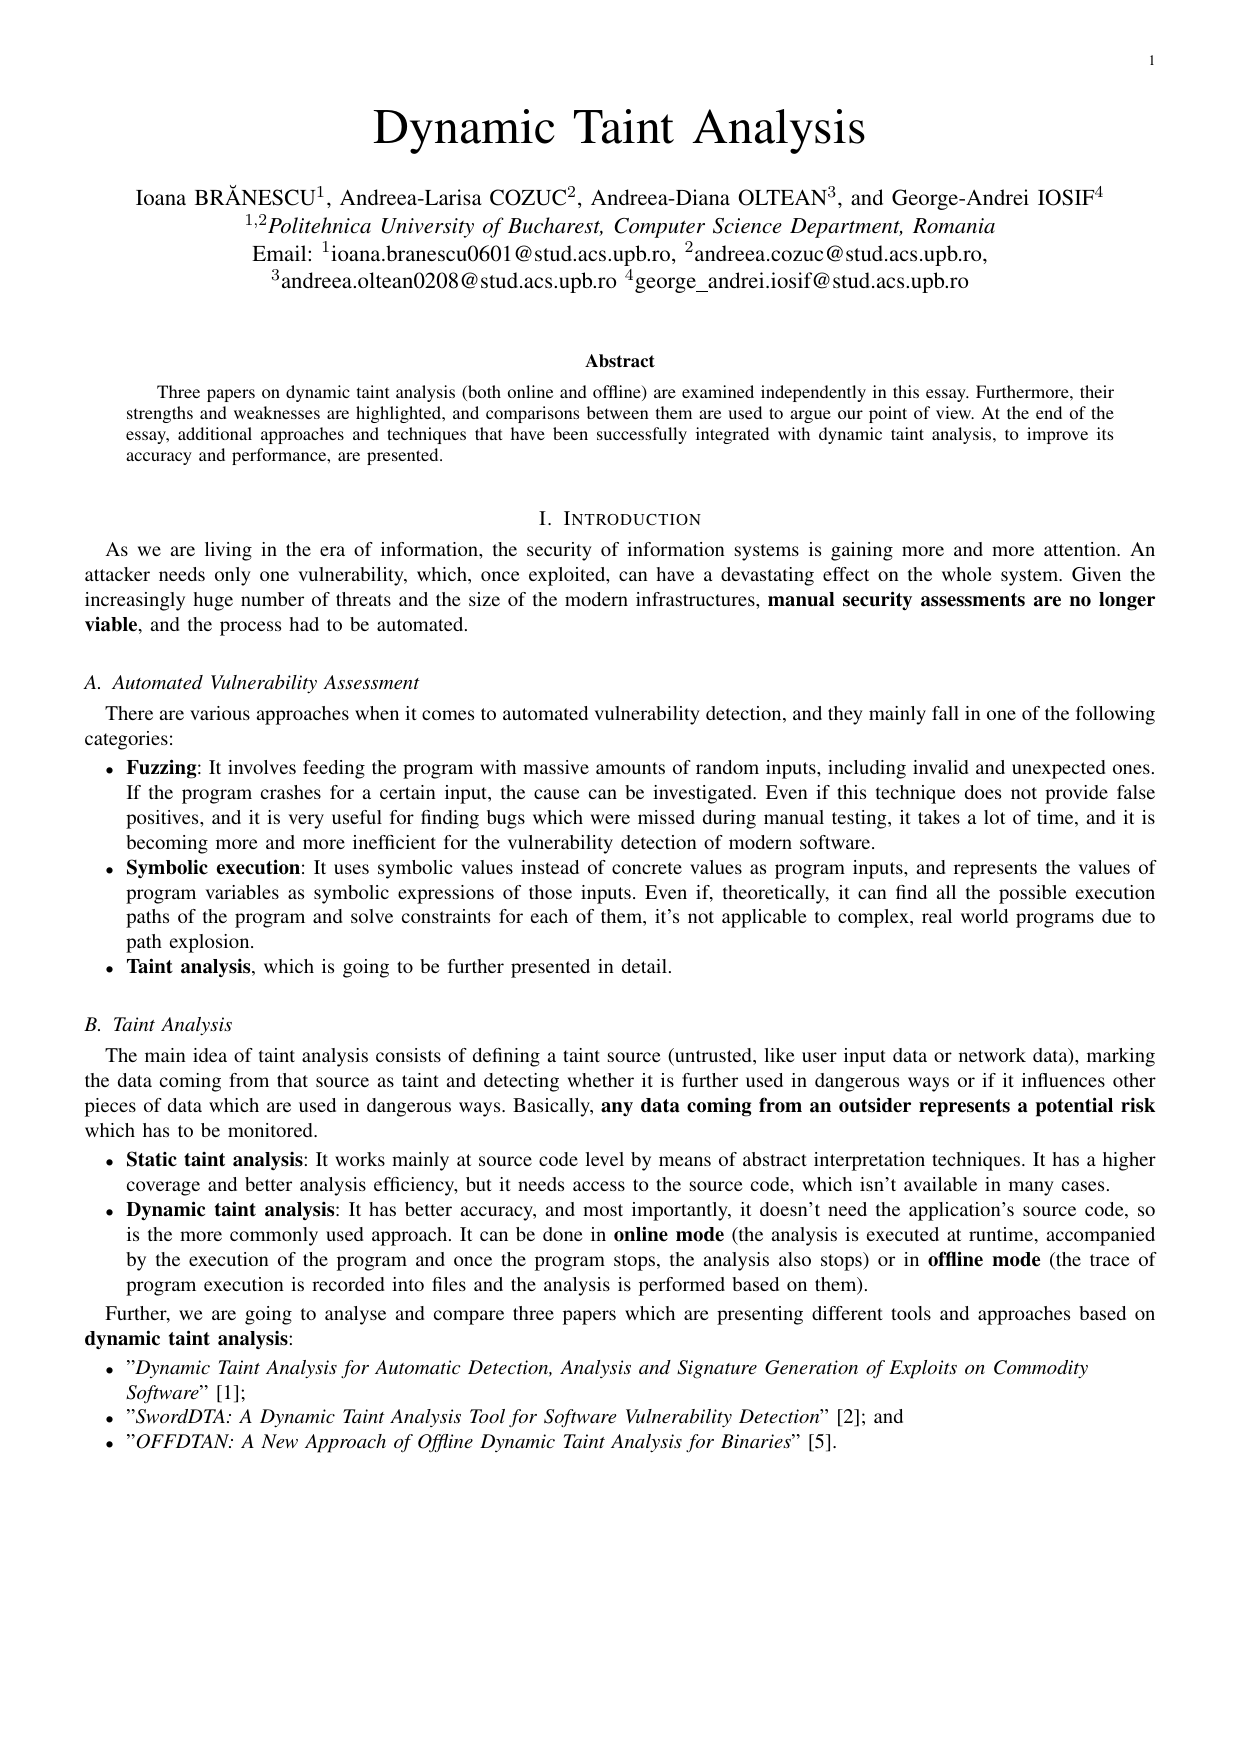 1
Dynamic Taint Analysis
Ioana BRĂNESCU1, Andreea-Larisa COZUC2, Andreea-Diana OLTEAN3, and George-Andrei IOSIF4
1,2Politehnica University of Bucharest, Computer Science Department, Romania
Email: 1ioana.branescu0601@stud.acs.upb.ro, 2andreea.cozuc@stud.acs.upb.ro,
3andreea.oltean0208@stud.acs.upb.ro 4george_andrei.iosif@stud.acs.upb.ro
Abstract
Three papers on dynamic taint analysis (both online and offline) are examined independently in this essay. Furthermore, their
strengths and weaknesses are highlighted, and comparisons between them are used to argue our point of view. At the end of the
essay, additional approaches and techniques that have been successfully integrated with dynamic taint analysis, to improve its
accuracy and performance, are presented.
I. INTRODUCTION
As we are living in the era of information, the security of information systems is gaining more and more attention. An
attacker needs only one vulnerability, which, once exploited, can have a devastating effect on the whole system. Given the
increasingly huge number of threats and the size of the modern infrastructures, manual security assessments are no longer
viable, and the process had to be automated.
A. Automated Vulnerability Assessment
There are various approaches when it comes to automated vulnerability detection, and they mainly fall in one of the following
categories:
• Fuzzing: It involves feeding the program with massive amounts of random inputs, including invalid and unexpected ones.
If the program crashes for a certain input, the cause can be investigated. Even if this technique does not provide false
positives, and it is very useful for finding bugs which were missed during manual testing, it takes a lot of time, and it is
becoming more and more inefficient for the vulnerability detection of modern software.
• Symbolic execution: It uses symbolic values instead of concrete values as program inputs, and represents the values of
program variables as symbolic expressions of those inputs. Even if, theoretically, it can find all the possible execution
paths of the program and solve constraints for each of them, it's not applicable to complex, real world programs due to
path explosion.
• Taint analysis, which is going to be further presented in detail.
B. Taint Analysis
The main idea of taint analysis consists of defining a taint source (untrusted, like user input data or network data), marking
the data coming from that source as taint and detecting whether it is further used in dangerous ways or if it influences other
pieces of data which are used in dangerous ways. Basically, any data coming from an outsider represents a potential risk
which has to be monitored.
• Static taint analysis: It works mainly at source code level by means of abstract interpretation techniques. It has a higher
coverage and better analysis efficiency, but it needs access to the source code, which isn't available in many cases.
• Dynamic taint analysis: It has better accuracy, and most importantly, it doesn't need the application's source code, so
is the more commonly used approach. It can be done in online mode (the analysis is executed at runtime, accompanied
by the execution of the program and once the program stops, the analysis also stops) or in offline mode (the trace of
program execution is recorded into files and the analysis is performed based on them).
Further, we are going to analyse and compare three papers which are presenting different tools and approaches based on
dynamic taint analysis:
• ”Dynamic Taint Analysis for Automatic Detection, Analysis and Signature Generation of Exploits on Commodity
Software” [1];
• ”SwordDTA: A Dynamic Taint Analysis Tool for Software Vulnerability Detection” [2]; and
• ”OFFDTAN: A New Approach of Offline Dynamic Taint Analysis for Binaries” [5].